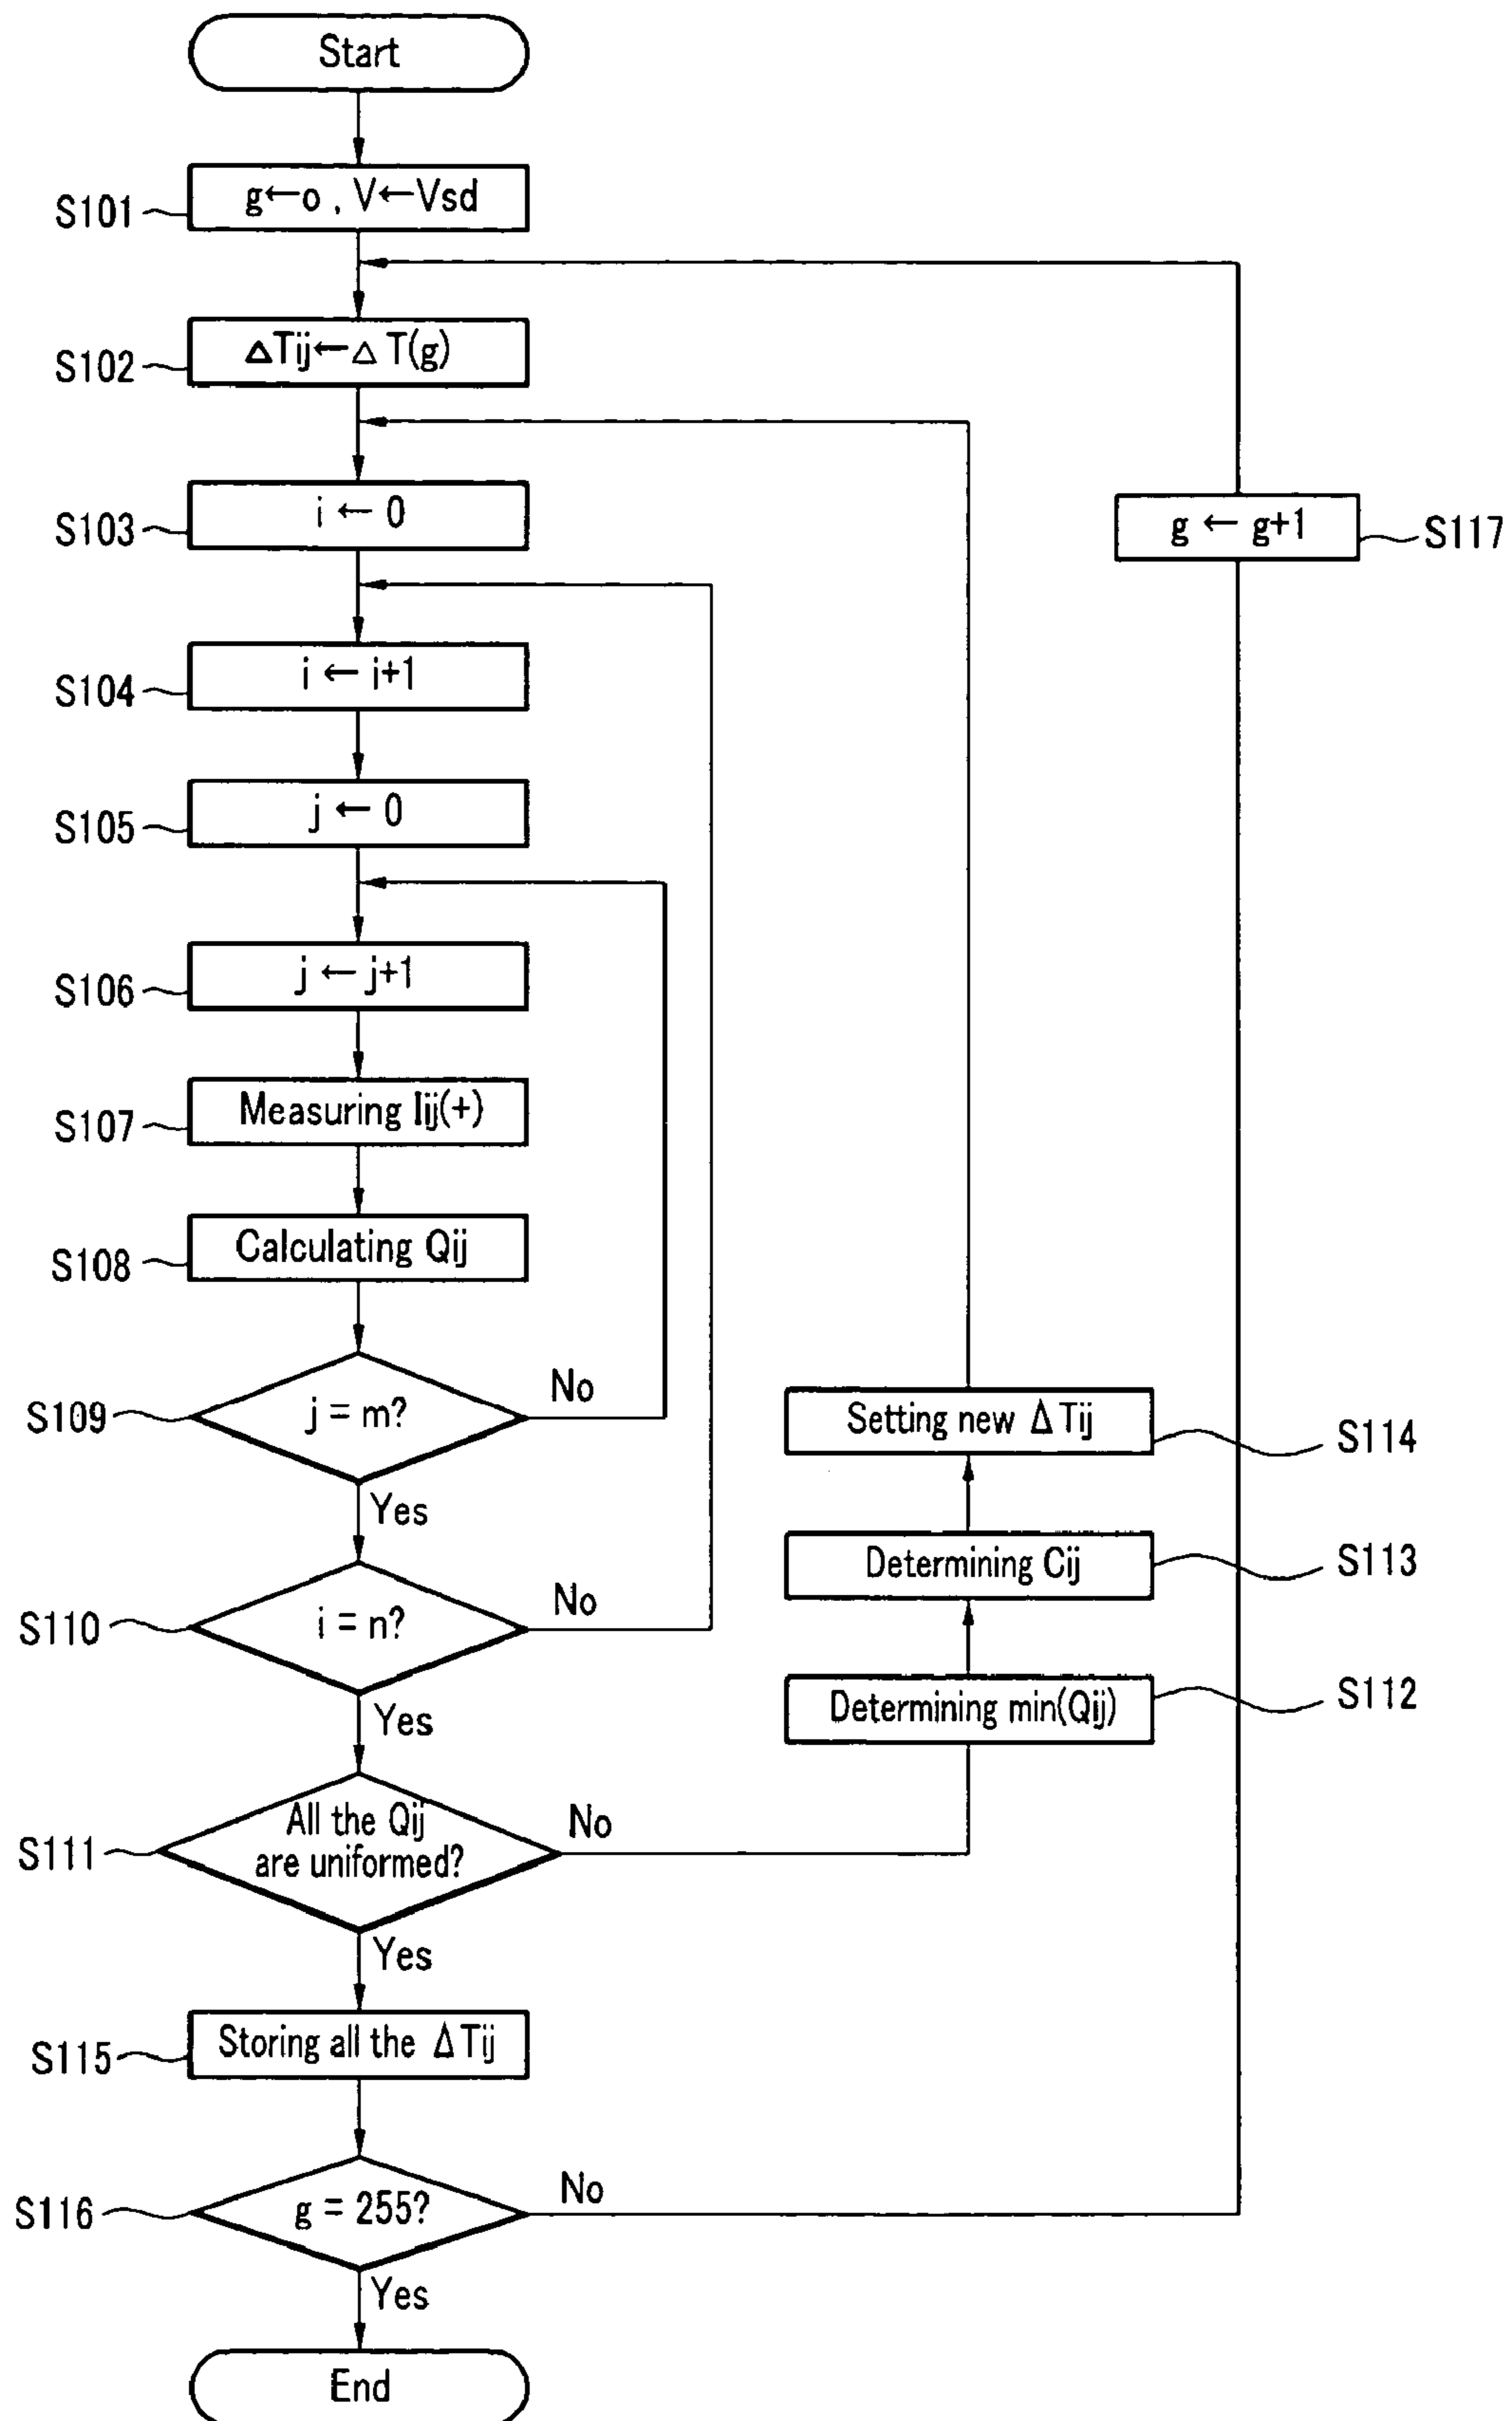 Start
S101
g←o , V←Vsd
S102
ΔTij←Δ T(g)
S103
i ← 0
g ← g+1
S117
S104
i ← i+1
S105
j ← 0
S106
j ← j+1
S107
Measuring Iij(+)
S108
Calculating Qij
S109
j = m?
No
Setting new ΔTij
S114
Yes
Determining Cij
S113
S110
i = n?
No
Determining min(Qij)
S112
Yes
S111
All the Qij
are uniformed?
No
Yes
S115
Storing all the ΔTij
S116
g = 255?
No
Yes
End